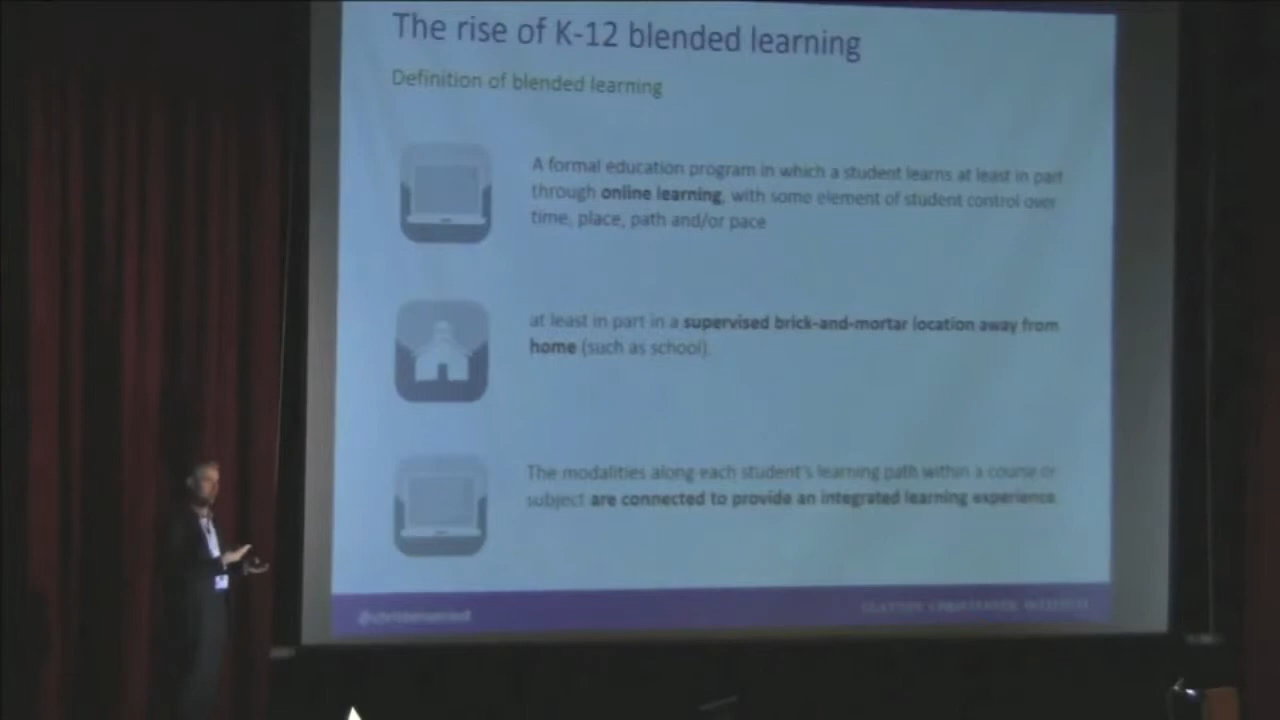 The rise of K-12 blended learning
Definition of blended learning
A formal education program in which a student learns at least in part
through online learning, with some element of student control over
time, place, path and/or pace
at least in part in a supervised brick-and-mortar location away from
home (such as school).
The modalities along each student's learning path within a course or
subject are connected to provide an integrated learning experience
CLAYTON CHRISTENSEN INSTITUTE